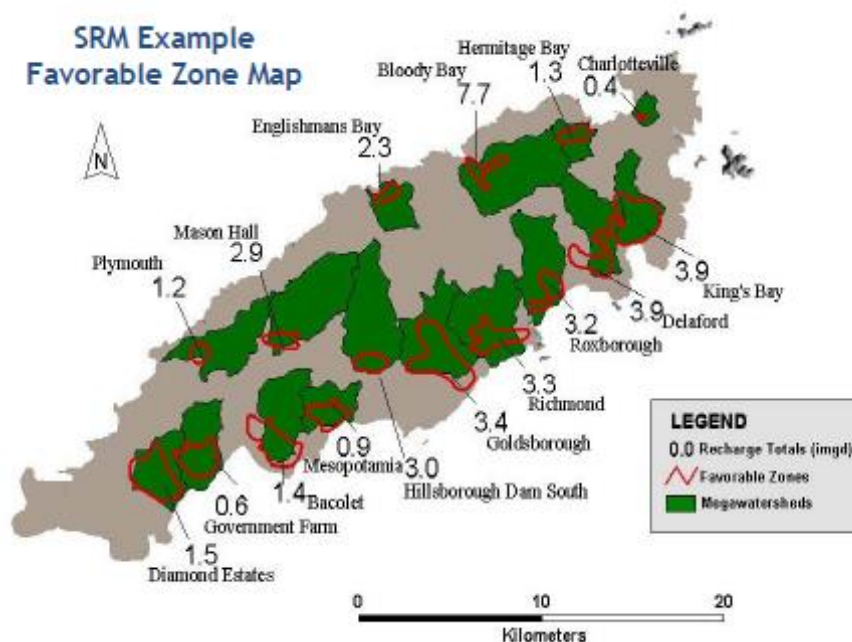 SRM Example
Favorable Zone Map
N
Hermitage Bay
1.3
Charlotteville
0.4
Bloody Bay
7.7
Englishmans Bay
2.3
Mason Hall
2.9
Plymouth
1.2
3.9
King's Bay
3.9
Delaford
3.2
Roxborough
3.3
Richmond
3.4
Goldsborough
3.0
Hillsborough Dam South
0.9
Mesopotamia
1.4
Bacolet
0.6
Government Farm
1.5
Diamond Estates
LEGEND
0.0 Recharge Totals (imgd)
Favorable Zones
Megawatersheds
0 10 20
Kilometers